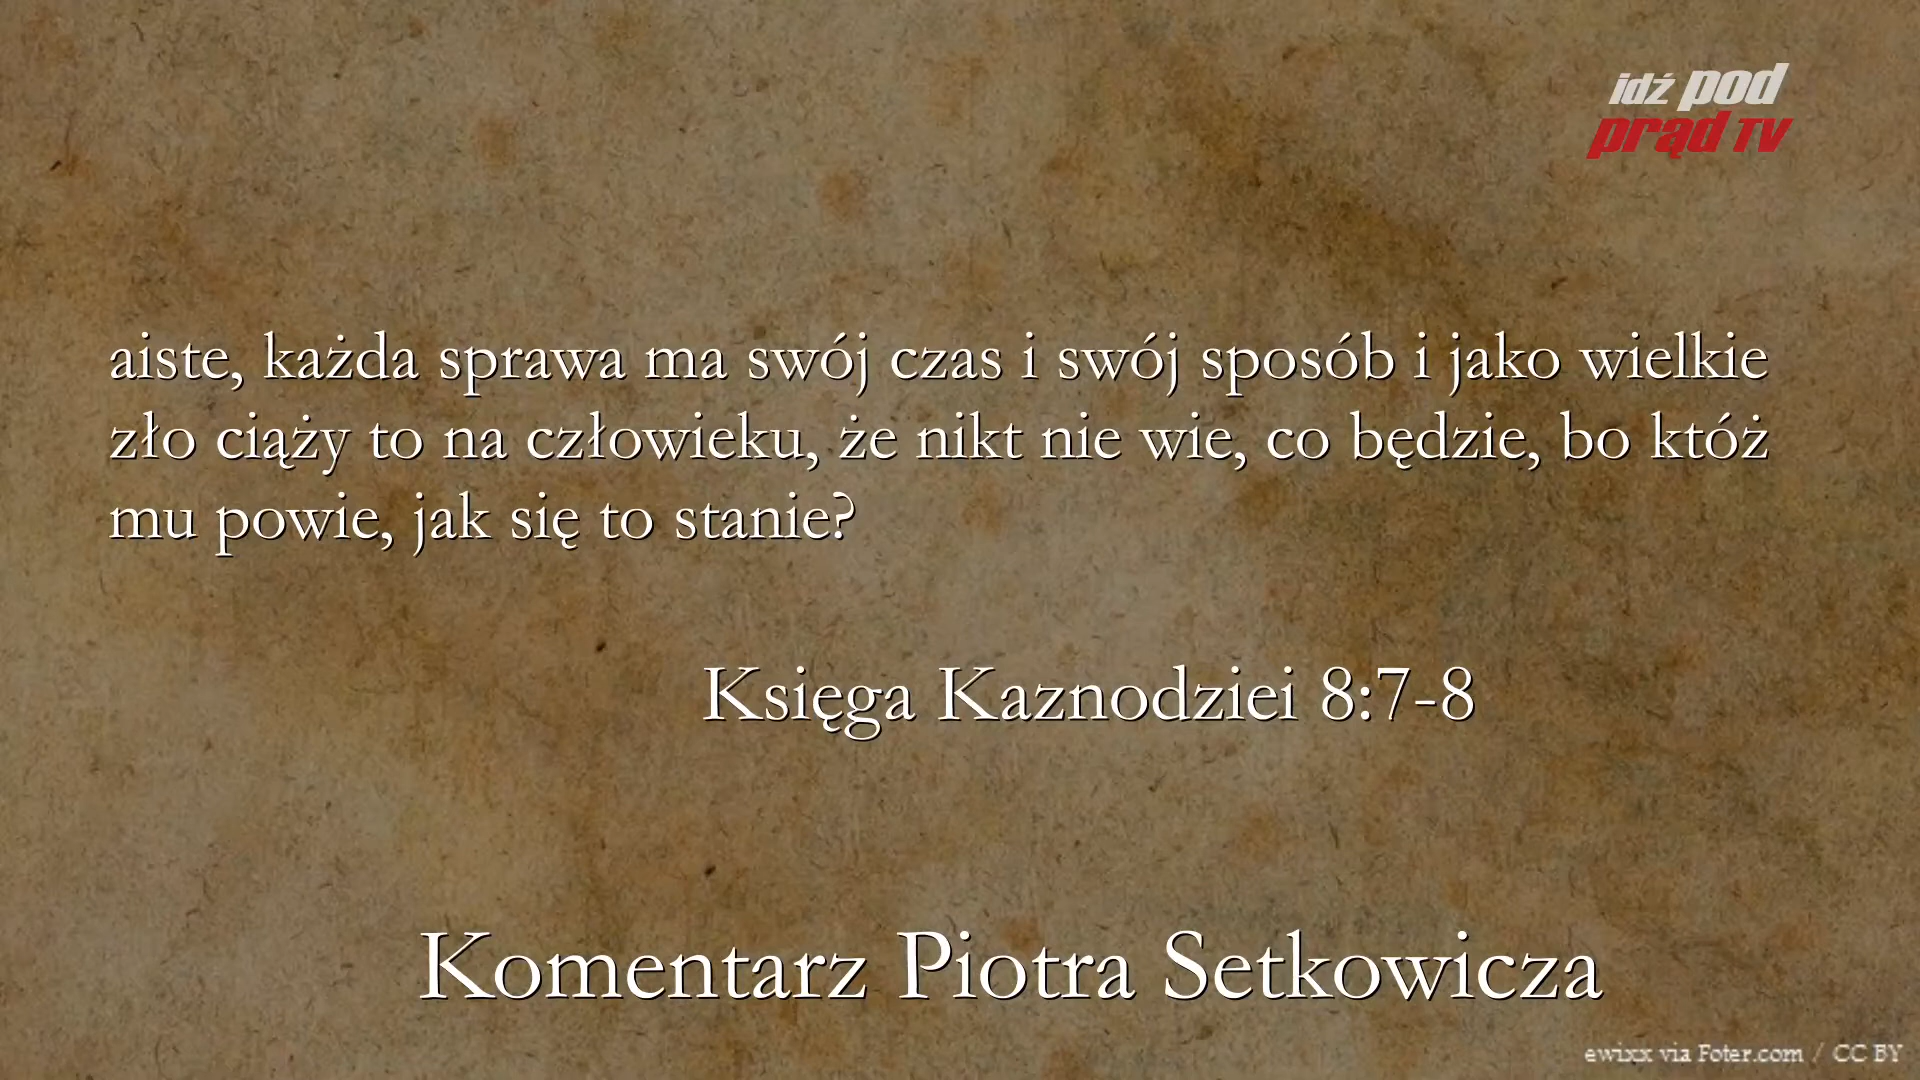 idź pod
prąd TV
aiste, każda sprawa ma swój czas i swój sposób i jako wielkie
zło ciąży to na człowieku, że nikt nie wie, co będzie, bo któż
mu powie, jak się to stanie?
Księga Kaznodziei 8:7-8
Komentarz Piotra Setkowicza
ewixx via Foter.com / CC BY